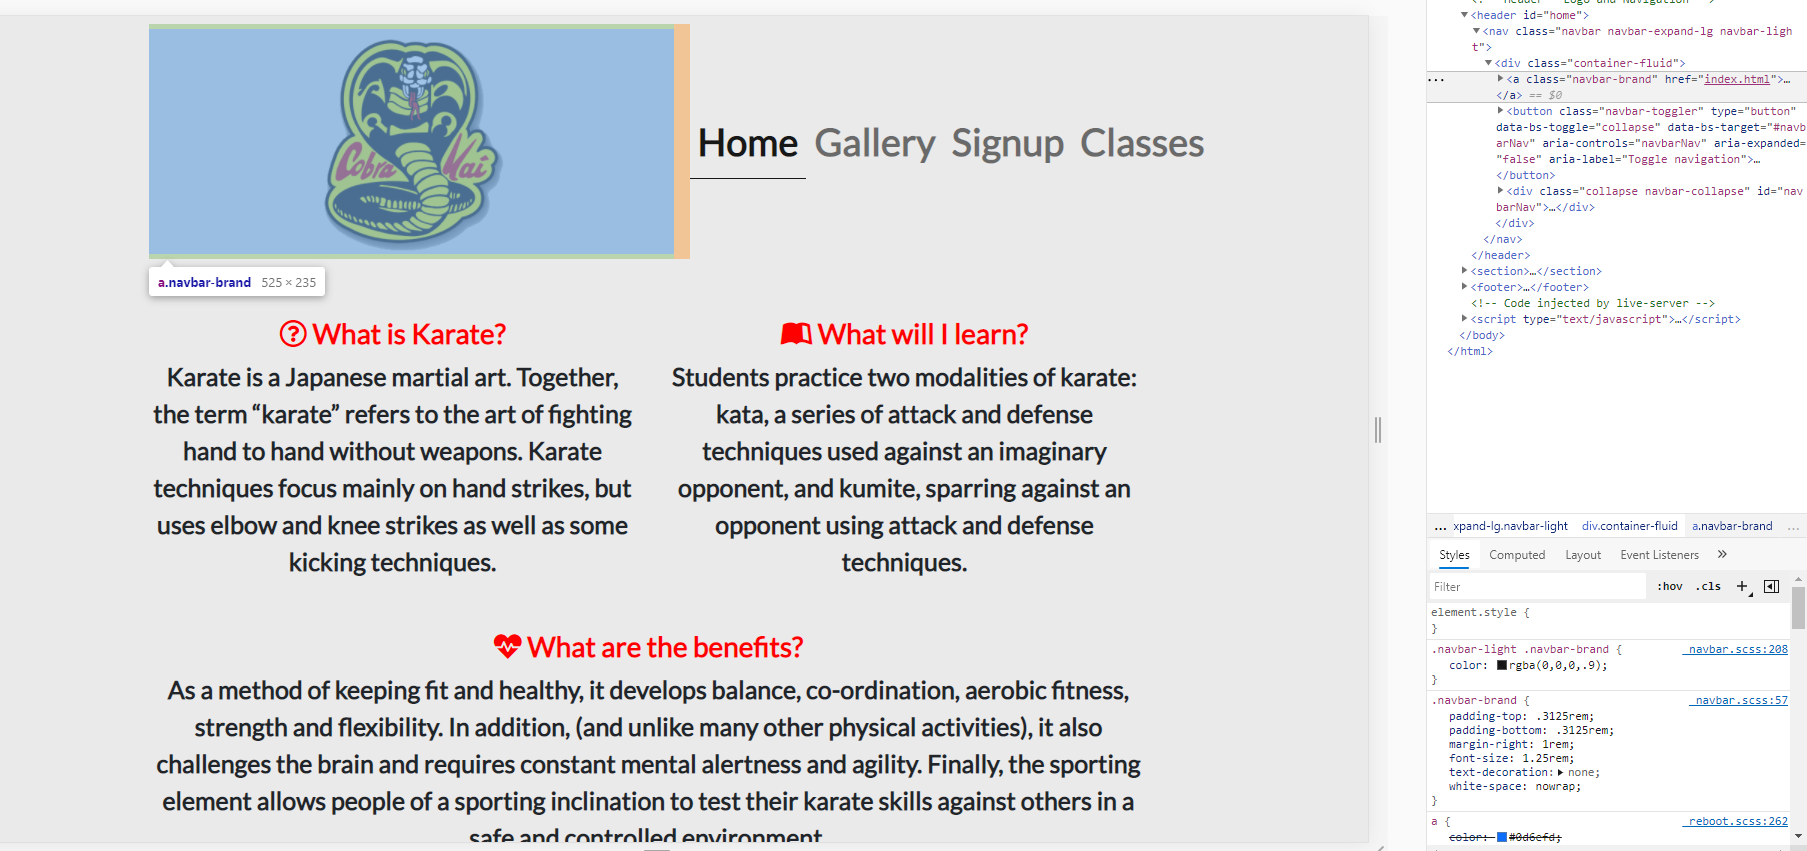 Cobra Kai
Home Gallery Signup Classes
a.navbar-brand 525 × 235
What is Karate?
Karate is a Japanese martial art. Together,
the term “karate” refers to the art of fighting
hand to hand without weapons. Karate
techniques focus mainly on hand strikes, but
uses elbow and knee strikes as well as some
kicking techniques.
What will I learn?
Students practice two modalities of karate:
kata, a series of attack and defense
techniques used against an imaginary
opponent, and kumite, sparring against an
opponent using attack and defense
techniques.
What are the benefits?
As a method of keeping fit and healthy, it develops balance, co-ordination, aerobic fitness,
strength and flexibility. In addition, (and unlike many other physical activities), it also
challenges the brain and requires constant mental alertness and agility. Finally, the sporting
element allows people of a sporting inclination to test their karate skills against others in a
safe and controlled environment
<header id="home">
<nav class="navbar navbar-expand-lg navbar-ligh
t">
<div class="container-fluid">
<a class="navbar-brand" href="index.html">…
</a> == $0
<button class="navbar-toggler" type="button"
data-bs-toggle="collapse" data-bs-target="#navb
arNav" aria-controls="navbarNav" aria-expanded=
"false" aria-label="Toggle navigation">…
</button>
<div class="collapse navbar-collapse" id="nav
barNav">…</div>
</div>
</nav>
</header>
<section>…</section>
<footer>…</footer>
<!-- Code injected by live-server -->
<script type="text/javascript">…</script>
</body>
</html>
... xpand-lg.navbar-light div.container-fluid a.navbar-brand ...
Styles Computed Layout Event Listeners »
Filter :hov .cls +
element.style {
}
.navbar-light .navbar-brand { _navbar.scss:208
color: rgba(0,0,0,.9);
}
.navbar-brand { _navbar.scss:57
padding-top: .3125rem;
padding-bottom: .3125rem;
margin-right: 1rem;
font-size: 1.25rem;
text-decoration: none;
white-space: nowrap;
}
a { _reboot.scss:262
color: #0d6efd;